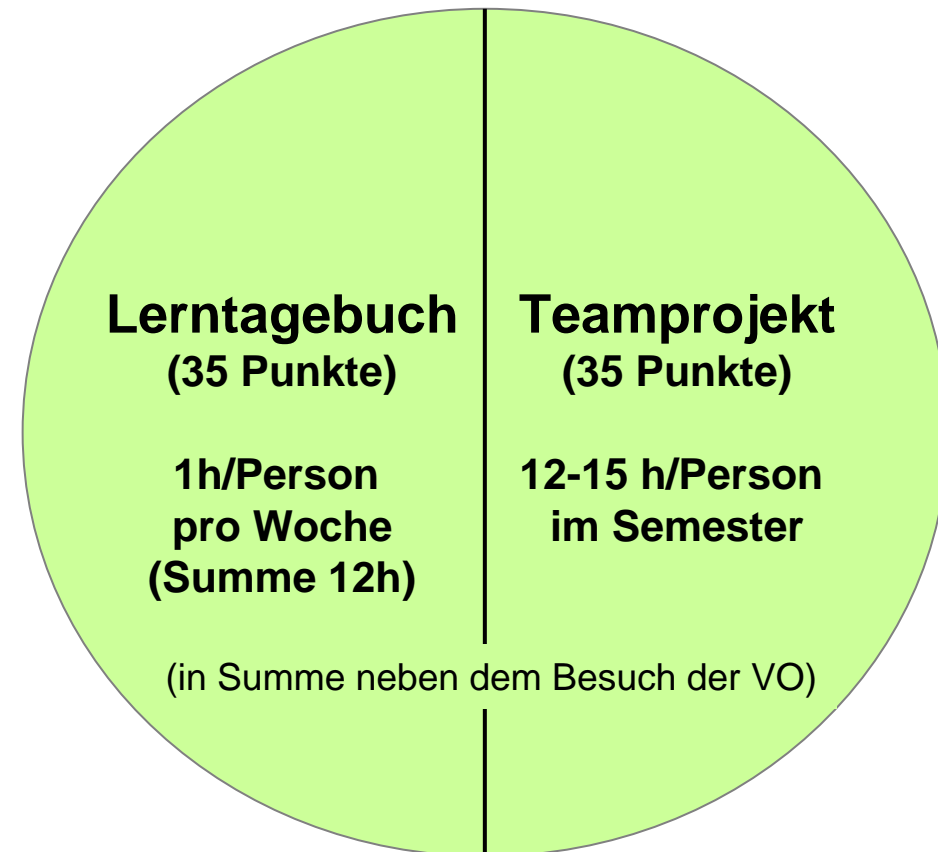 Lerntagebuch
(35 Punkte)
1h/Person
pro Woche
(Summe 12h)
Teamprojekt
(35 Punkte)
12-15 h/Person
im Semester
(in Summe neben dem Besuch der VO)